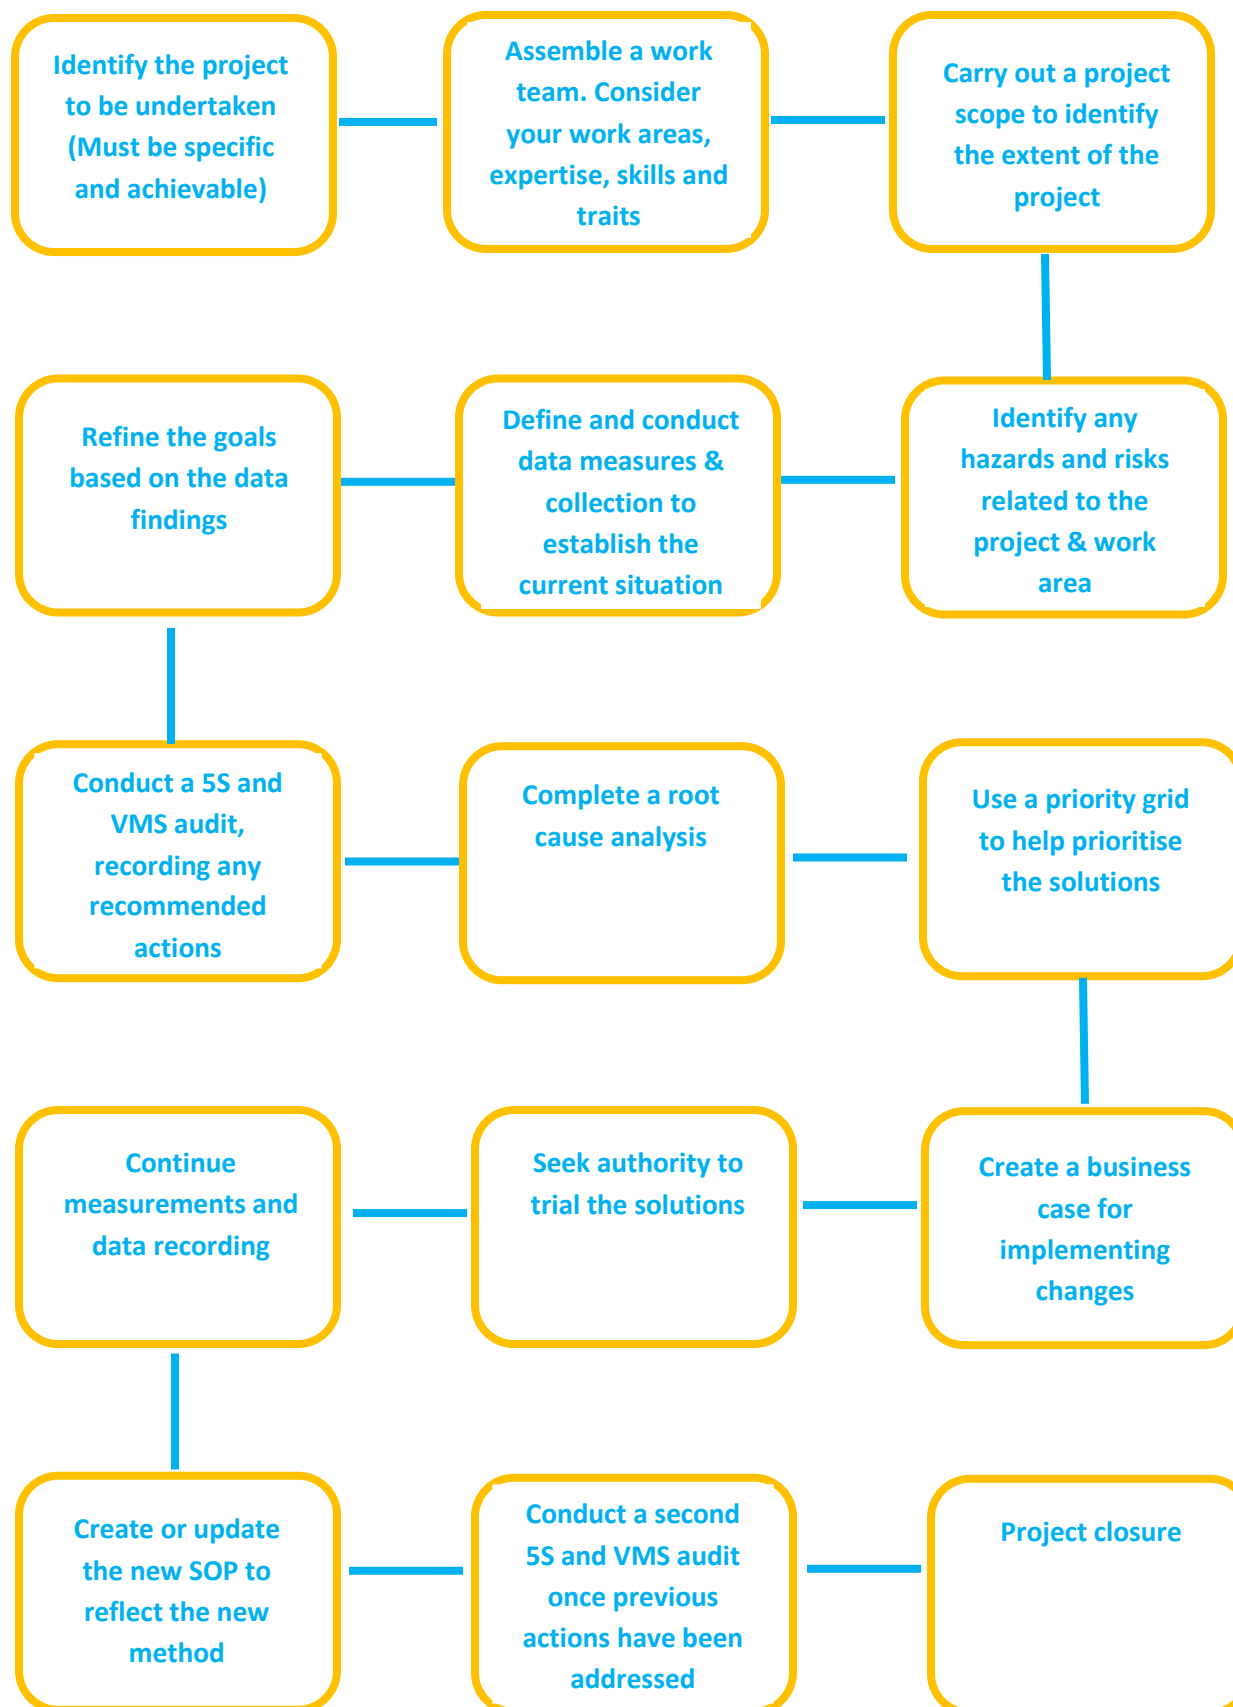 Identify the project
to be undertaken
(Must be specific
and achievable)
Assemble a work
team. Consider
your work areas,
expertise, skills and
traits
Carry out a project
scope to identify
the extent of the
project
Identify any
hazards and risks
related to the
project & work
area
Define and conduct
data measures &
collection to
establish the
current situation
Refine the goals
based on the data
findings
Conduct a 5S and
VMS audit,
recording any
recommended
actions
Complete a root
cause analysis
Use a priority grid
to help prioritise
the solutions
Create a business
case for
implementing
changes
Seek authority to
trial the solutions
Continue
measurements and
data recording
Create or update
the new SOP to
reflect the new
method
Conduct a second
5S and VMS audit
once previous
actions have been
addressed
Project closure